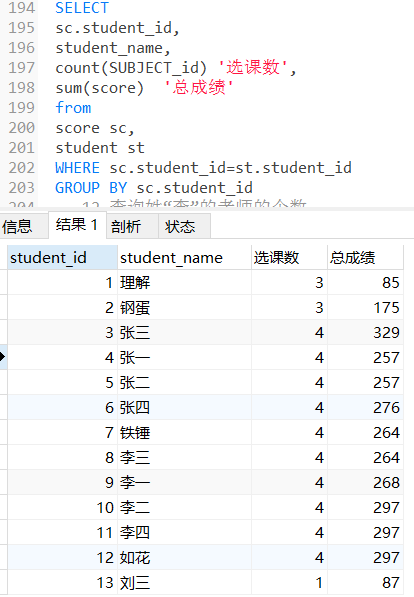 194 SELECT
195 sc.student_id,
196 student_name,
197 count(SUBJECT_id) '选课数',
198 sum(score)  '总成绩'
199 from
200 score sc,
201 student st
202 WHERE sc.student_id=st.student_id
203 GROUP BY sc.student_id
信息 结果 1 剖析 状态
student_id student_name 选课数 总成绩
1 理解 3 85
2 钢蛋 3 175
3 张三 4 329
4 张一 4 257
5 张二 4 257
6 张四 4 276
7 铁锤 4 264
8 李三 4 264
9 李一 4 268
10 李二 4 297
11 李四 4 297
12 如花 4 297
13 刘三 1 87